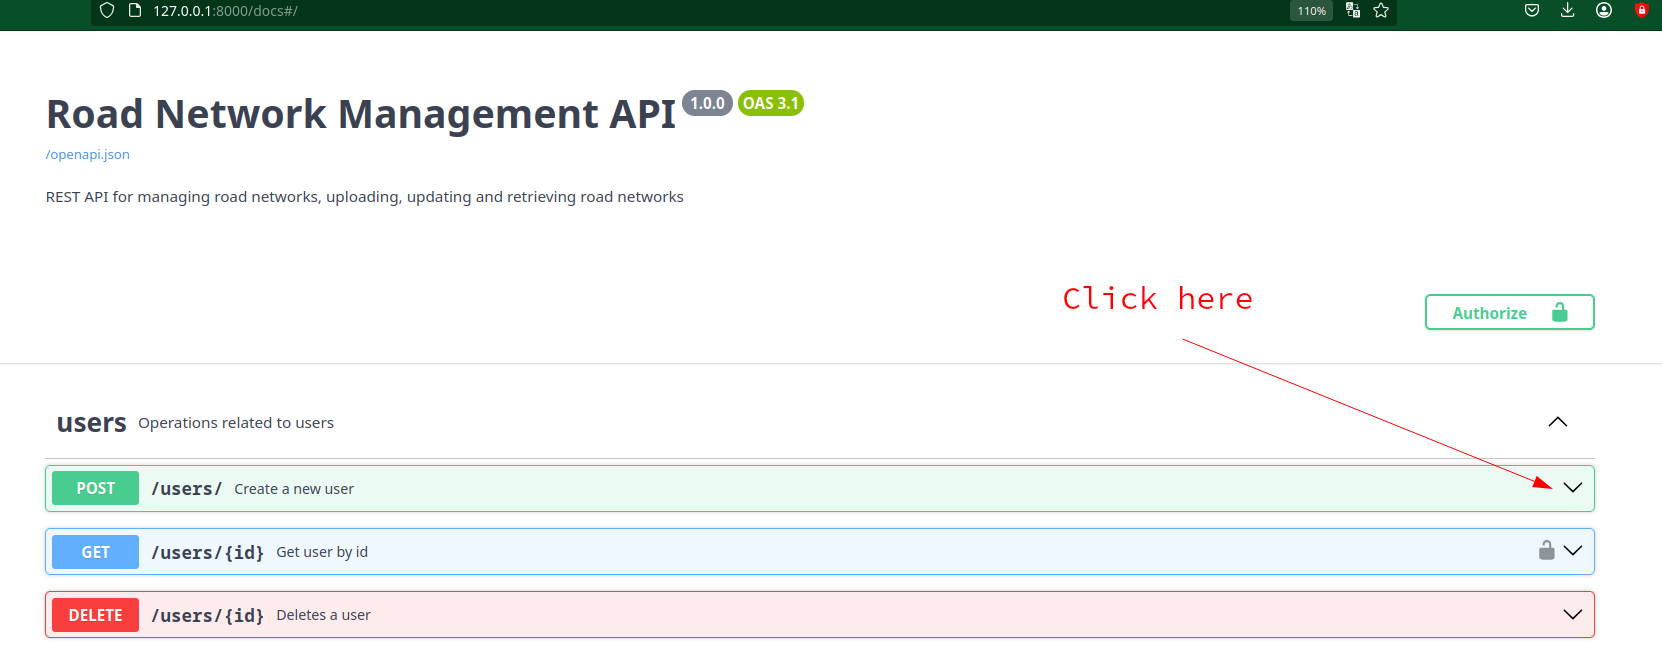 127.0.0.1:8000/docs#/
110%
Road Network Management API 1.0.0 OAS 3.1
/openapi.json
REST API for managing road networks, uploading, updating and retrieving road networks
Click here
Authorize
users Operations related to users
POST /users/ Create a new user
GET /users/{id} Get user by id
DELETE /users/{id} Deletes a user